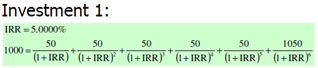 Investment 1:
IRR = 5.0000%
1000 = 50/(1+IRR) + 50/(1+IRR)² + 50/(1+IRR)³ + 50/(1+IRR)⁴ + 50/(1+IRR)⁵ + 1050/(1+IRR)⁶